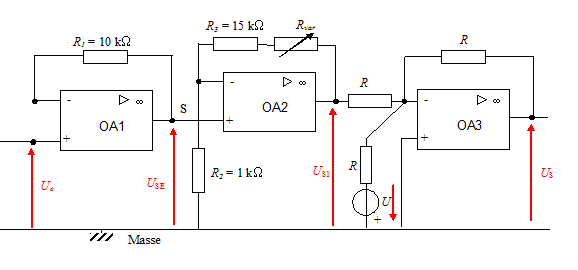 R₃ = 15 kΩ
Rvar
R₁ = 10 kΩ
R
- ▷ ∞
OA1
+
S
- ▷ ∞
OA2
+
R
- ▷ ∞
OA3
+
Ue
USE
R₂ = 1 kΩ
US1
R
U
+
US
Masse